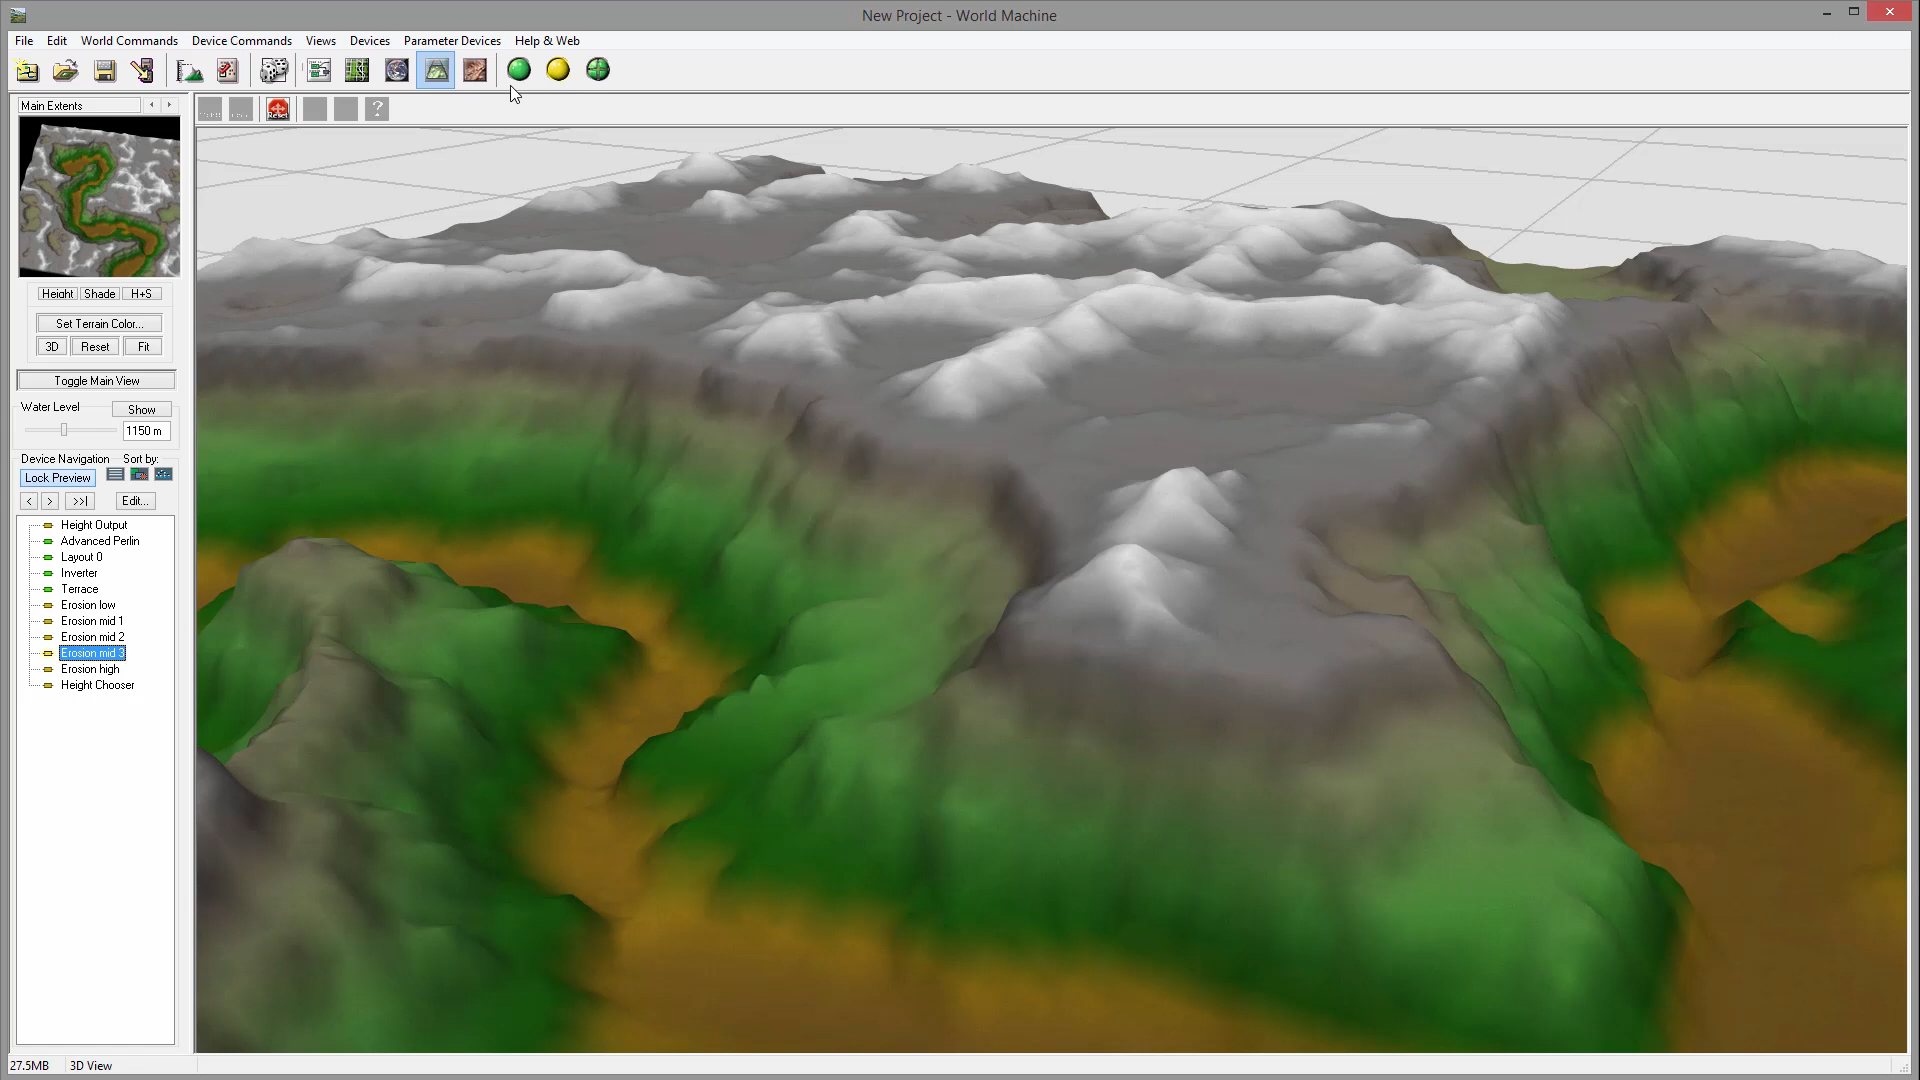 New Project - World Machine
File Edit World Commands Device Commands Views Devices Parameter Devices Help & Web
Main Extents
Reset
?
Height Shade H+S
Set Terrain Color...
3D Reset Fit
Toggle Main View
Water Level Show
1150 m
Device Navigation Sort by:
Lock Preview
< > >>| Edit...
Height Output
Advanced Perlin
Layout 0
Inverter
Terrace
Erosion low
Erosion mid 1
Erosion mid 2
Erosion mid 3
Erosion high
Height Chooser
27.5MB 3D View